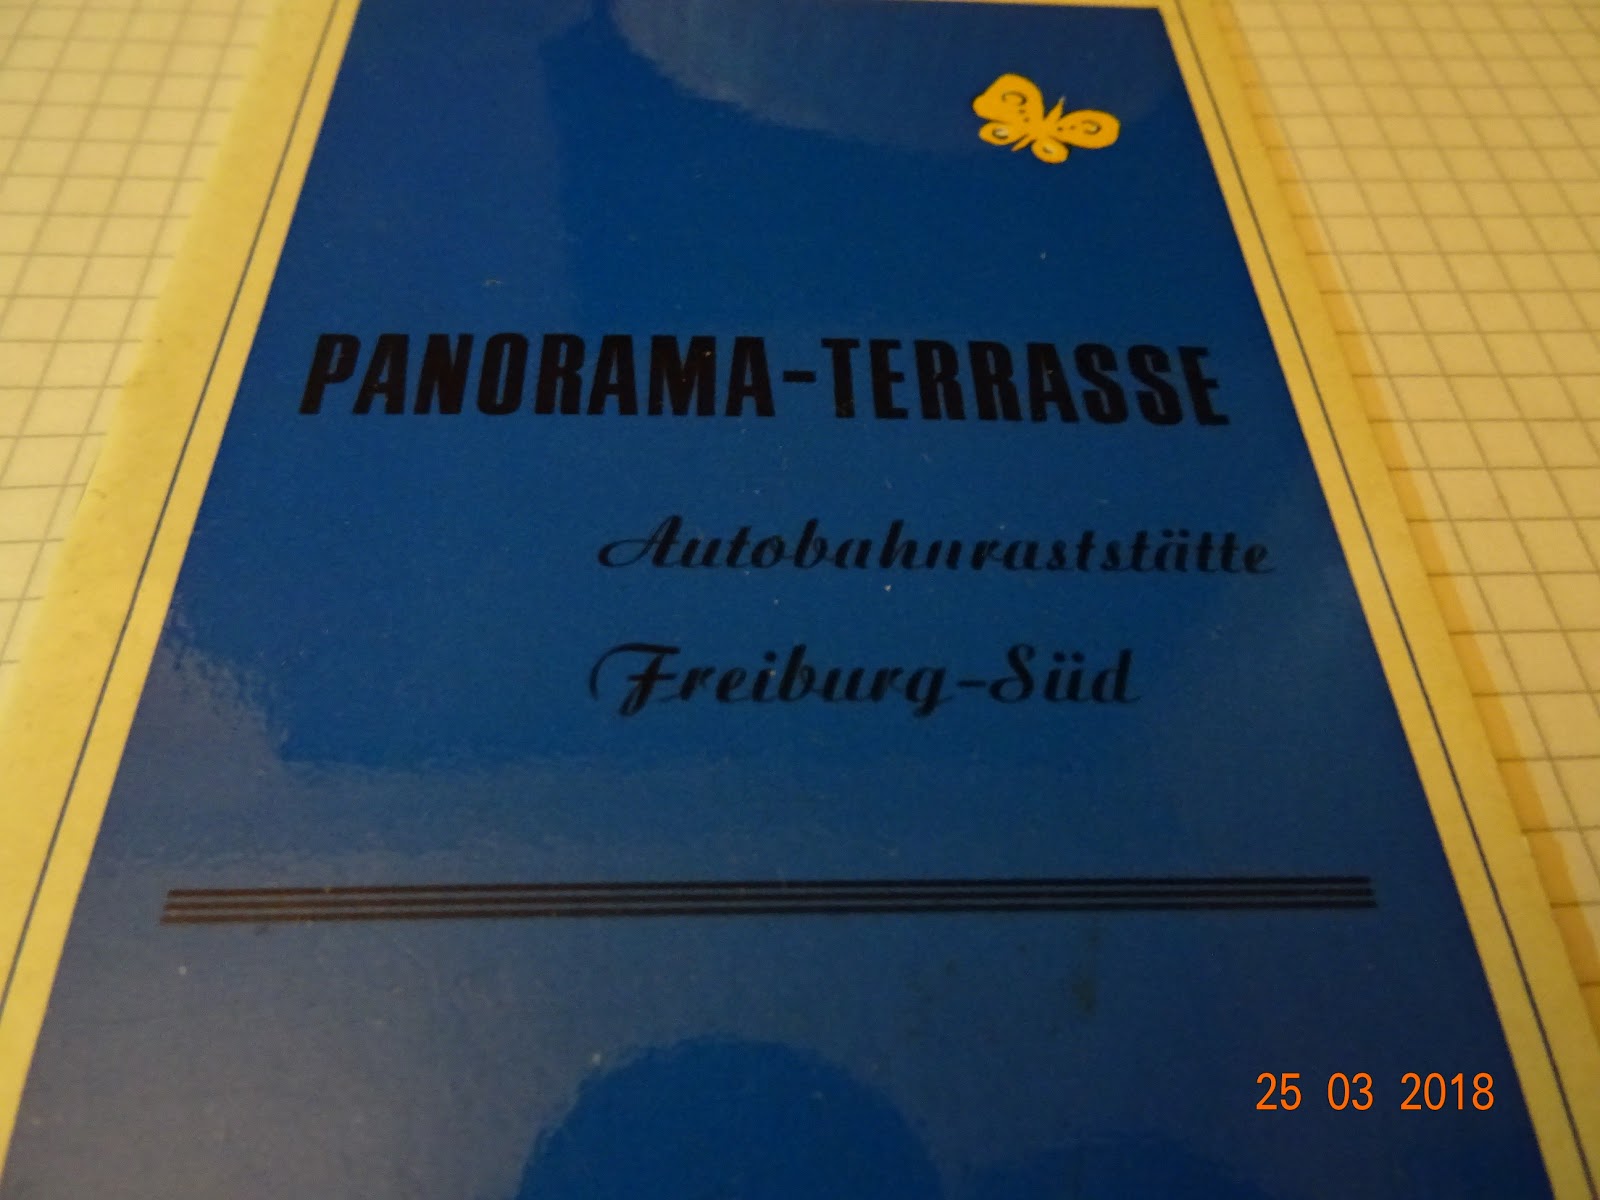 PANORAMA-TERRASSE
Autobahnraststätte
Freiburg-Süd
25 03 2018